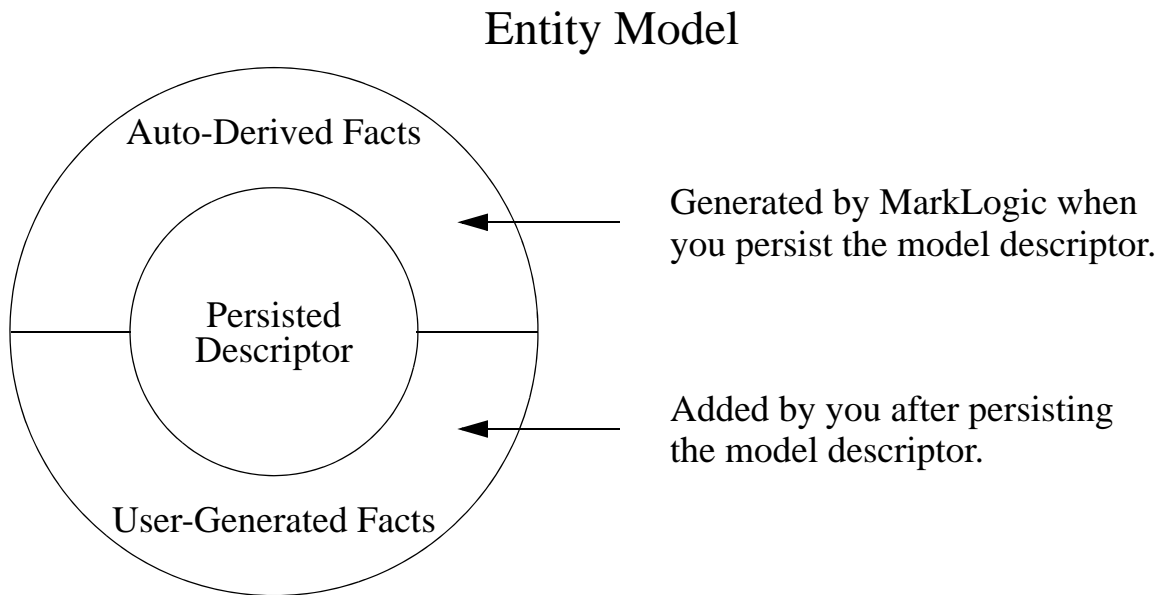 Entity Model
Auto-Derived Facts
Generated by MarkLogic when
you persist the model descriptor.
Persisted
Descriptor
Added by you after persisting
the model descriptor.
User-Generated Facts